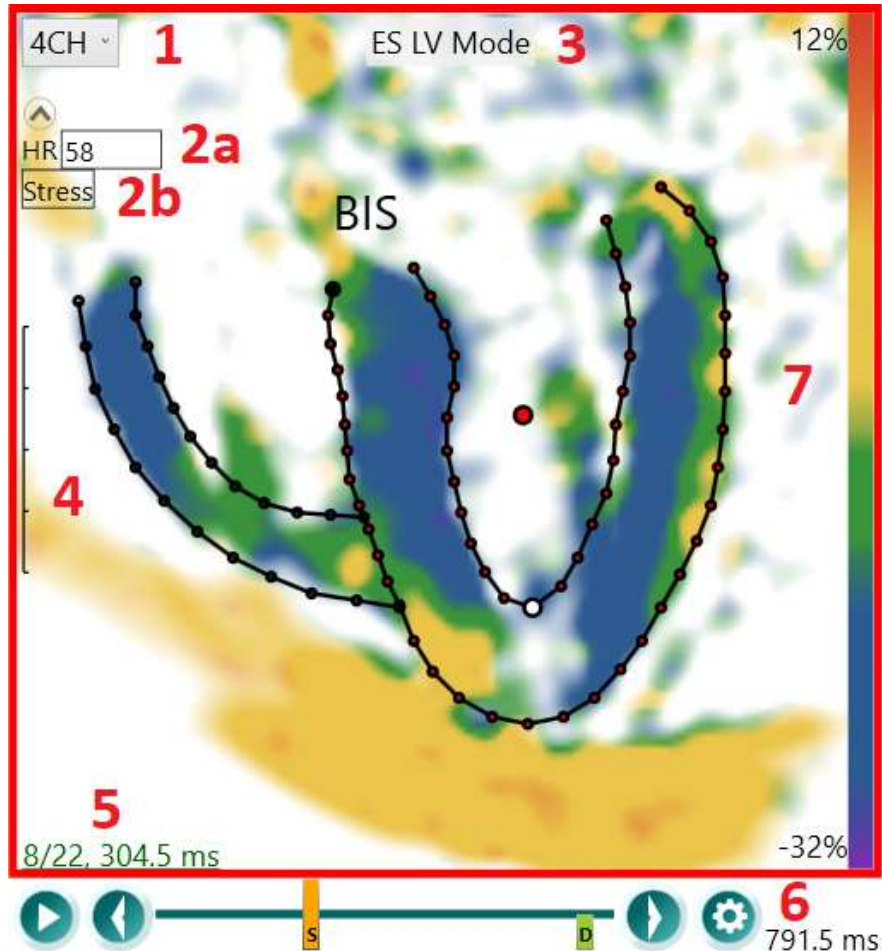 4CH 1 ES LV Mode 3 12%
HR 58 2a
Stress 2b
BIS
7
4
5
8/22, 304.5 ms
-32%
S D 6
791.5 ms